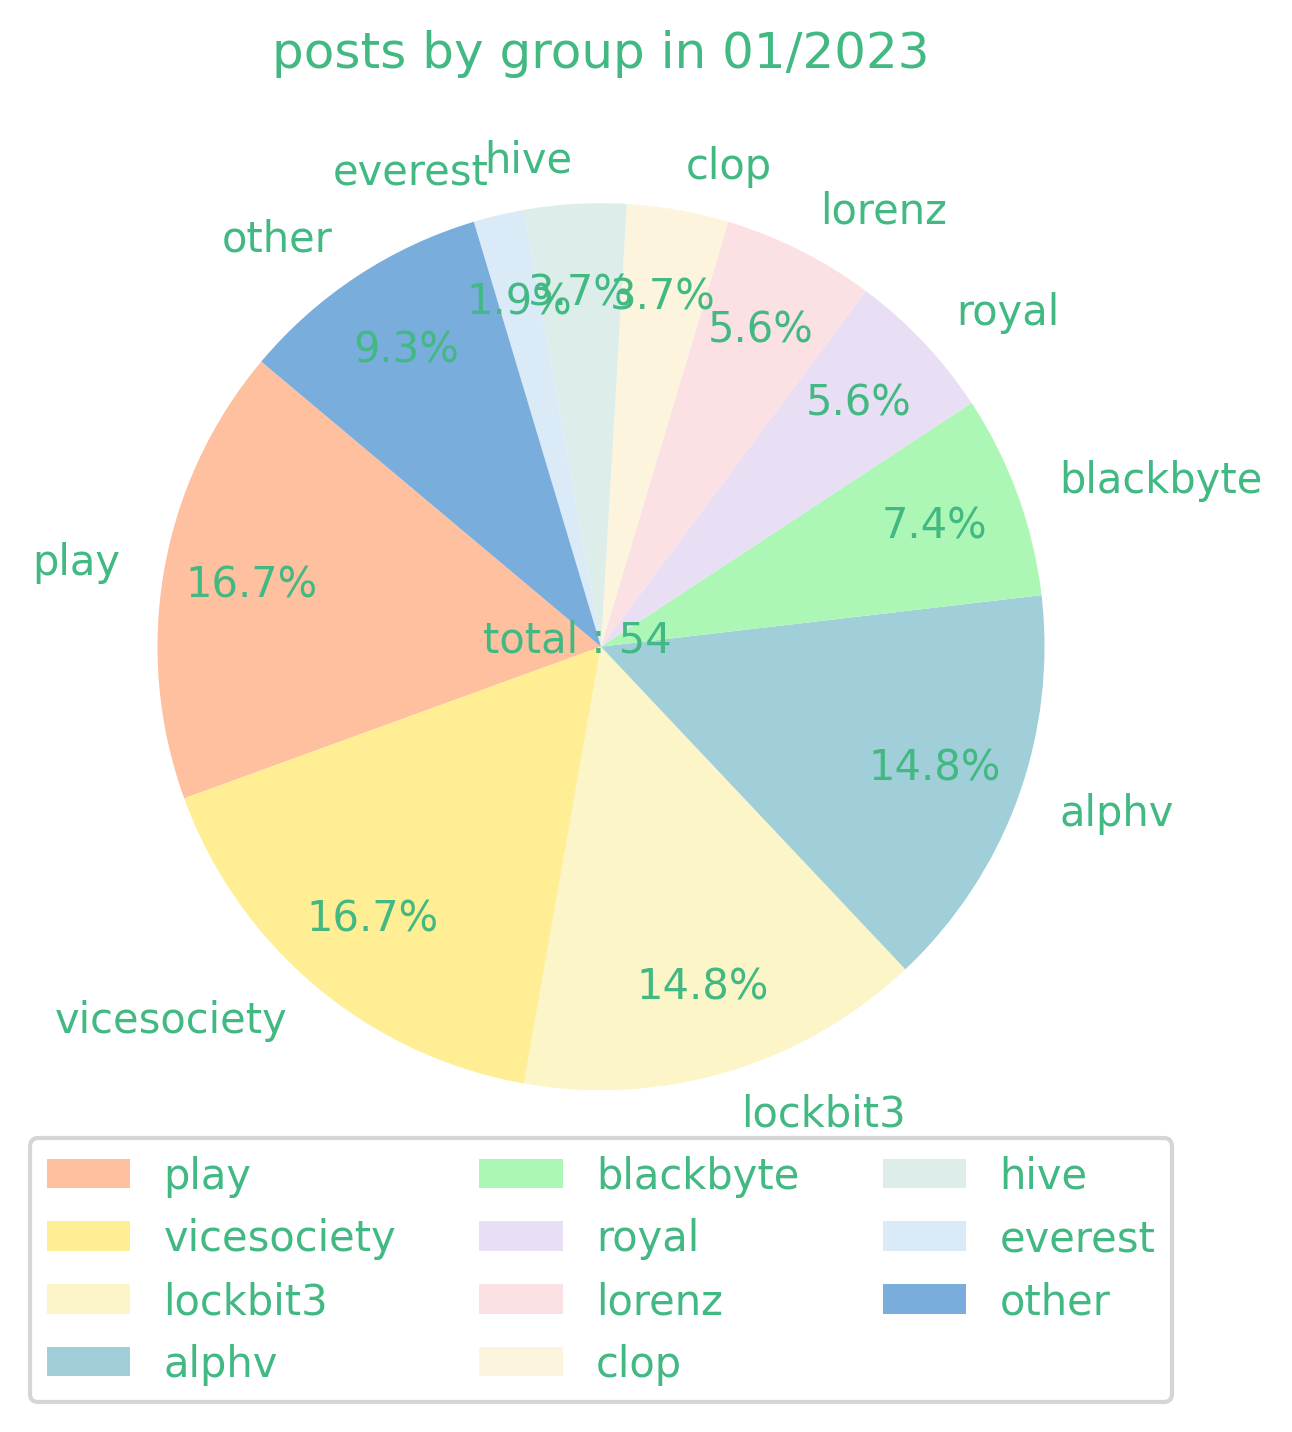 posts by group in 01/2023
hive
clop
everest
lorenz
other
royal
3.7%
3.7%
1.9%
5.6%
9.3%
5.6%
blackbyte
7.4%
play
16.7%
total : 54
14.8%
alphv
16.7%
14.8%
vicesociety
lockbit3
play
vicesociety
lockbit3
alphv
blackbyte
royal
lorenz
clop
hive
everest
other